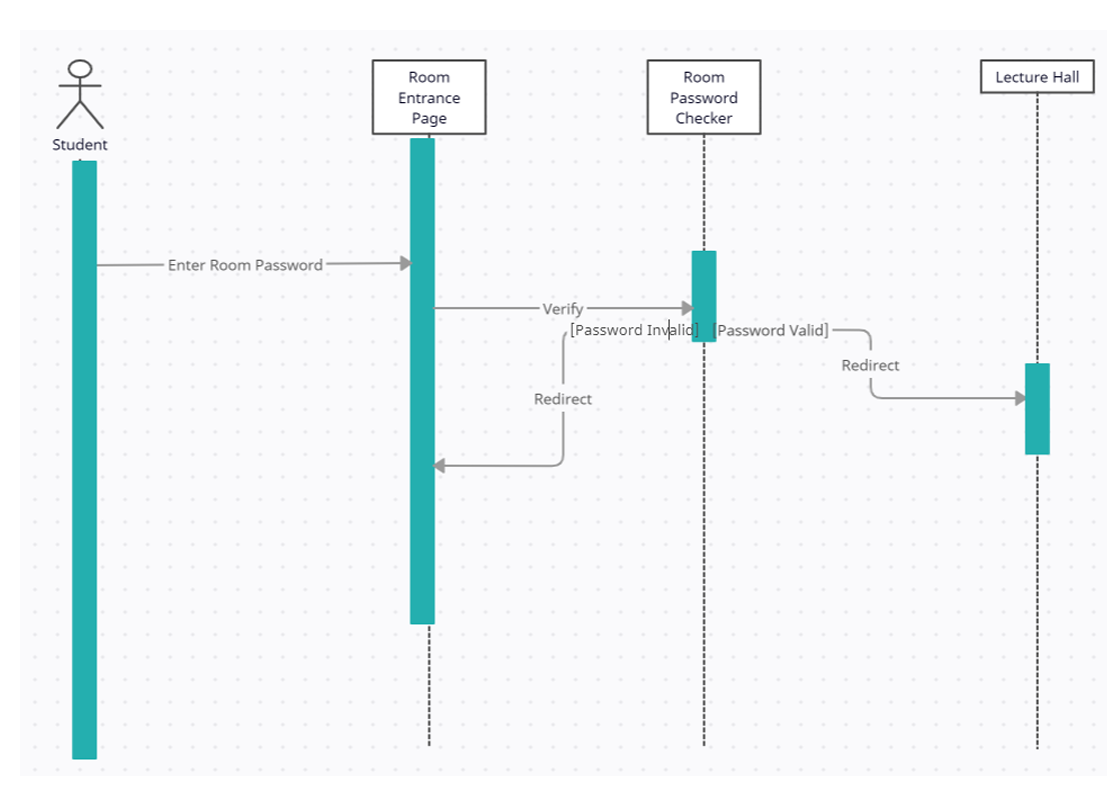 Student
Room
Entrance
Page
Room
Password
Checker
Lecture Hall
Enter Room Password
Verify
[Password Invalid]
[Password Valid]
Redirect
Redirect